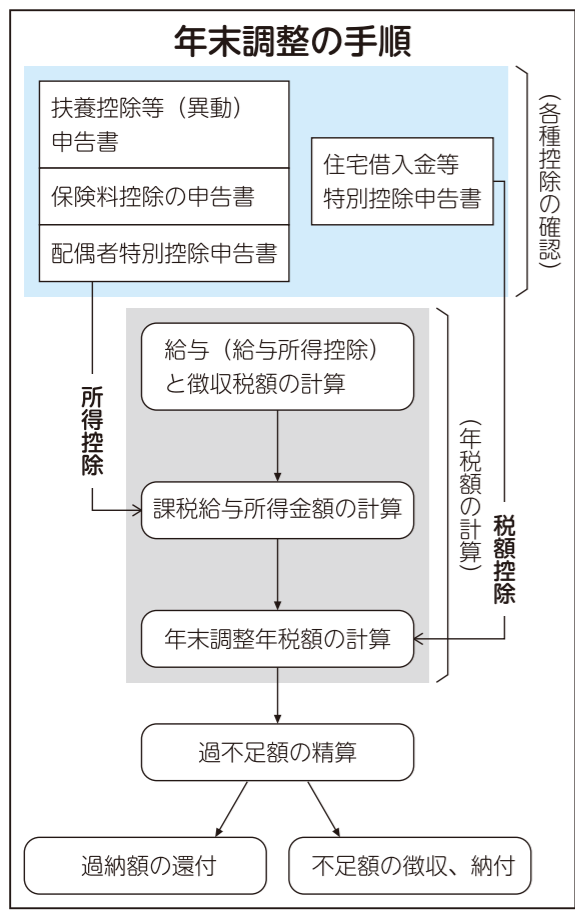 年末調整の手順
扶養控除等（異動）
申告書
保険料控除の申告書
配偶者特別控除申告書
住宅借入金等
特別控除申告書
（各種控除の確認）
給与（給与所得控除）
と徴収税額の計算
所得控除
課税給与所得金額の計算
（年税額の計算）
税額控除
年末調整年税額の計算
過不足額の精算
過納額の還付
不足額の徴収、納付